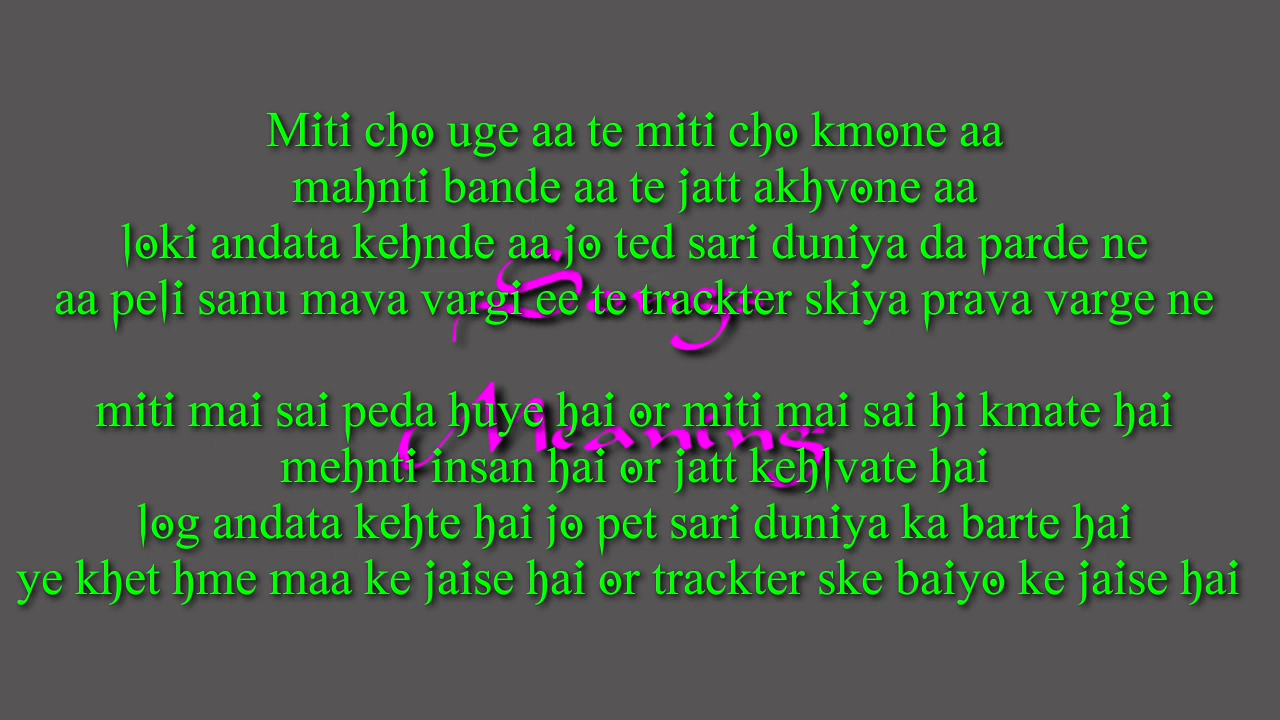 Miti cho uge aa te miti cho kmone aa
mahnti bande aa te jatt akhvone aa
loki andata kehnde aa jo ted sari duniya da parde ne
Songs
aa peli sanu mava vargi ee te trackter skiya prava varge ne
miti mai sai peda huye hai or miti mai sai hi kmate hai
Meaning
mehnti insan hai or jatt kehlvate hai
log andata kehte hai jo pet sari duniya ka barte hai
ye khet hme maa ke jaise hai or trackter ske baiyo ke jaise hai